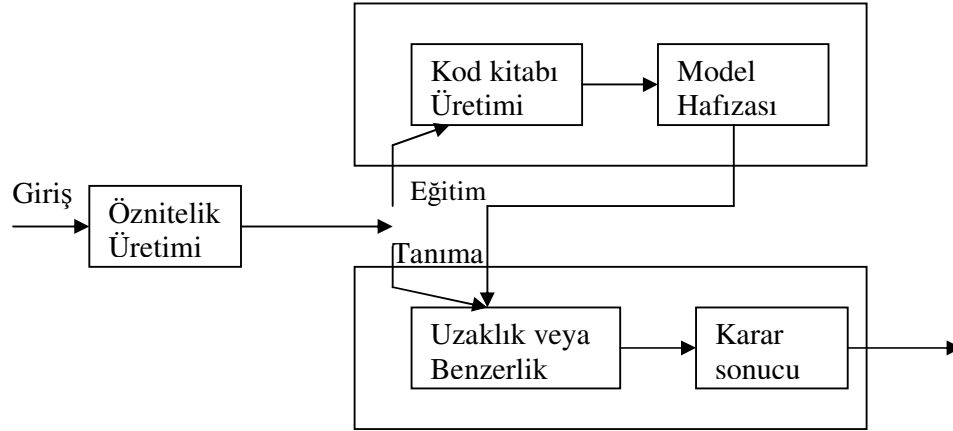 Kod kitabı
Üretimi
Model
Hafızası
Giriş
Öznitelik
Üretimi
Eğitim
Tanıma
Uzaklık veya
Benzerlik
Karar
sonucu